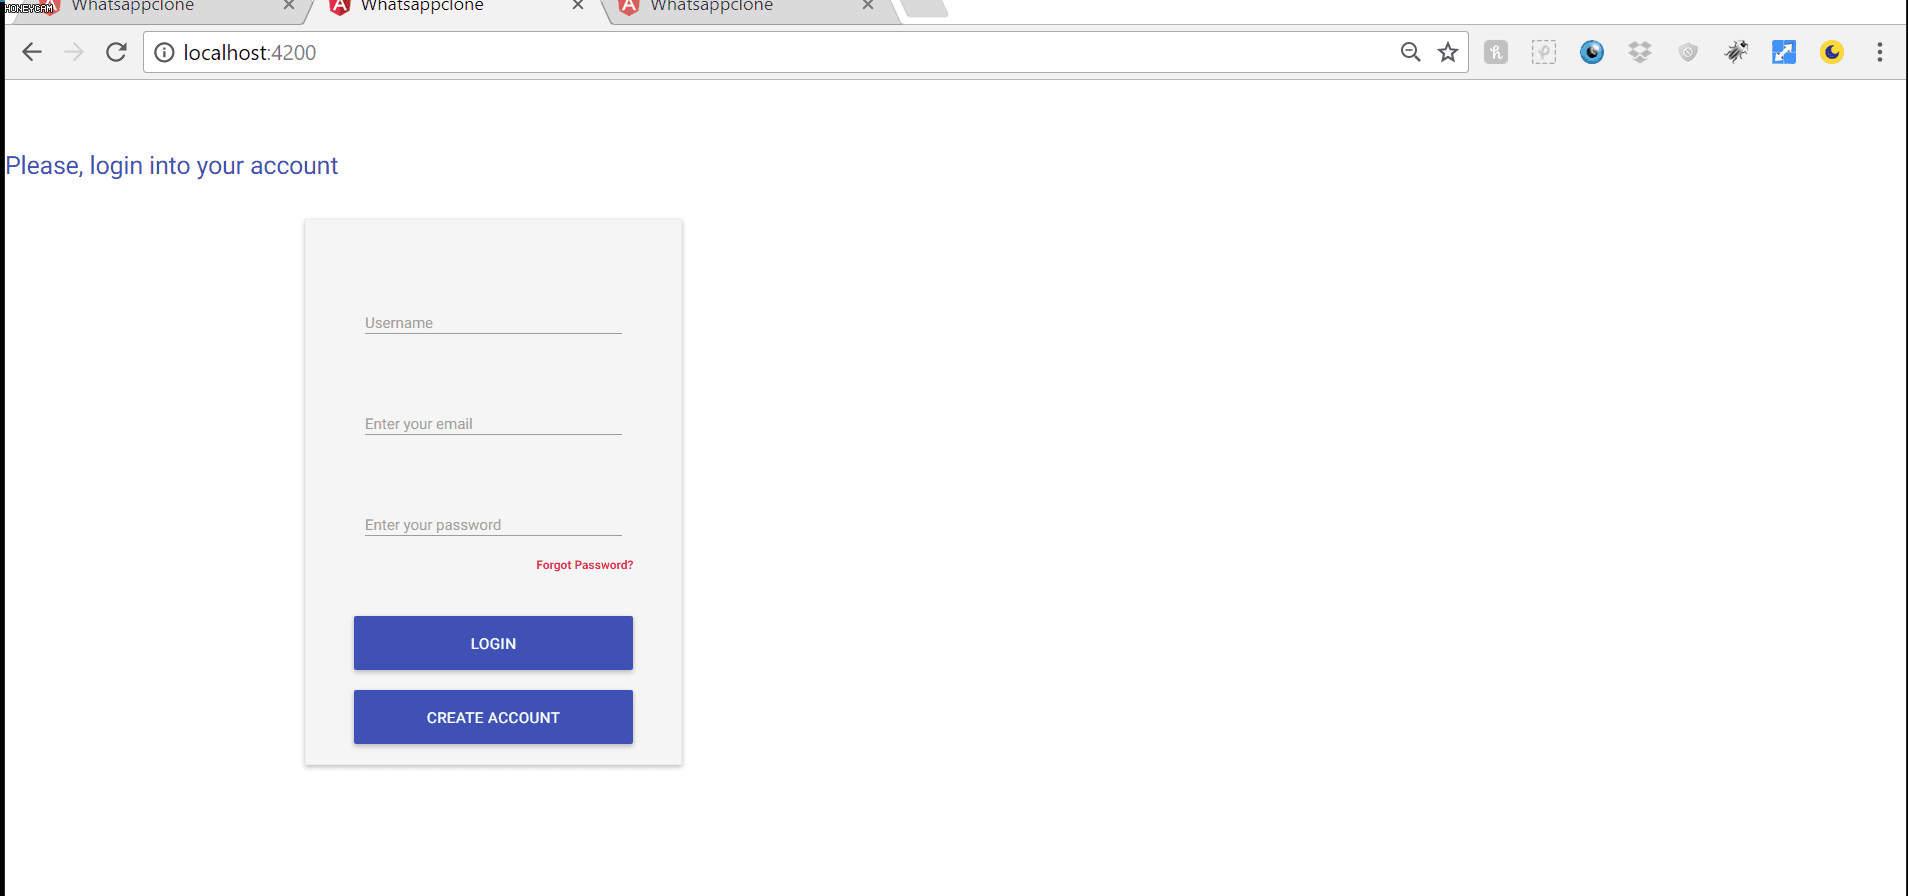 HONEYCAM
Whatsappclone
Whatsappclone
Whatsappclone
localhost:4200
Please, login into your account
Username
Enter your email
Enter your password
Forgot Password?
LOGIN
CREATE ACCOUNT